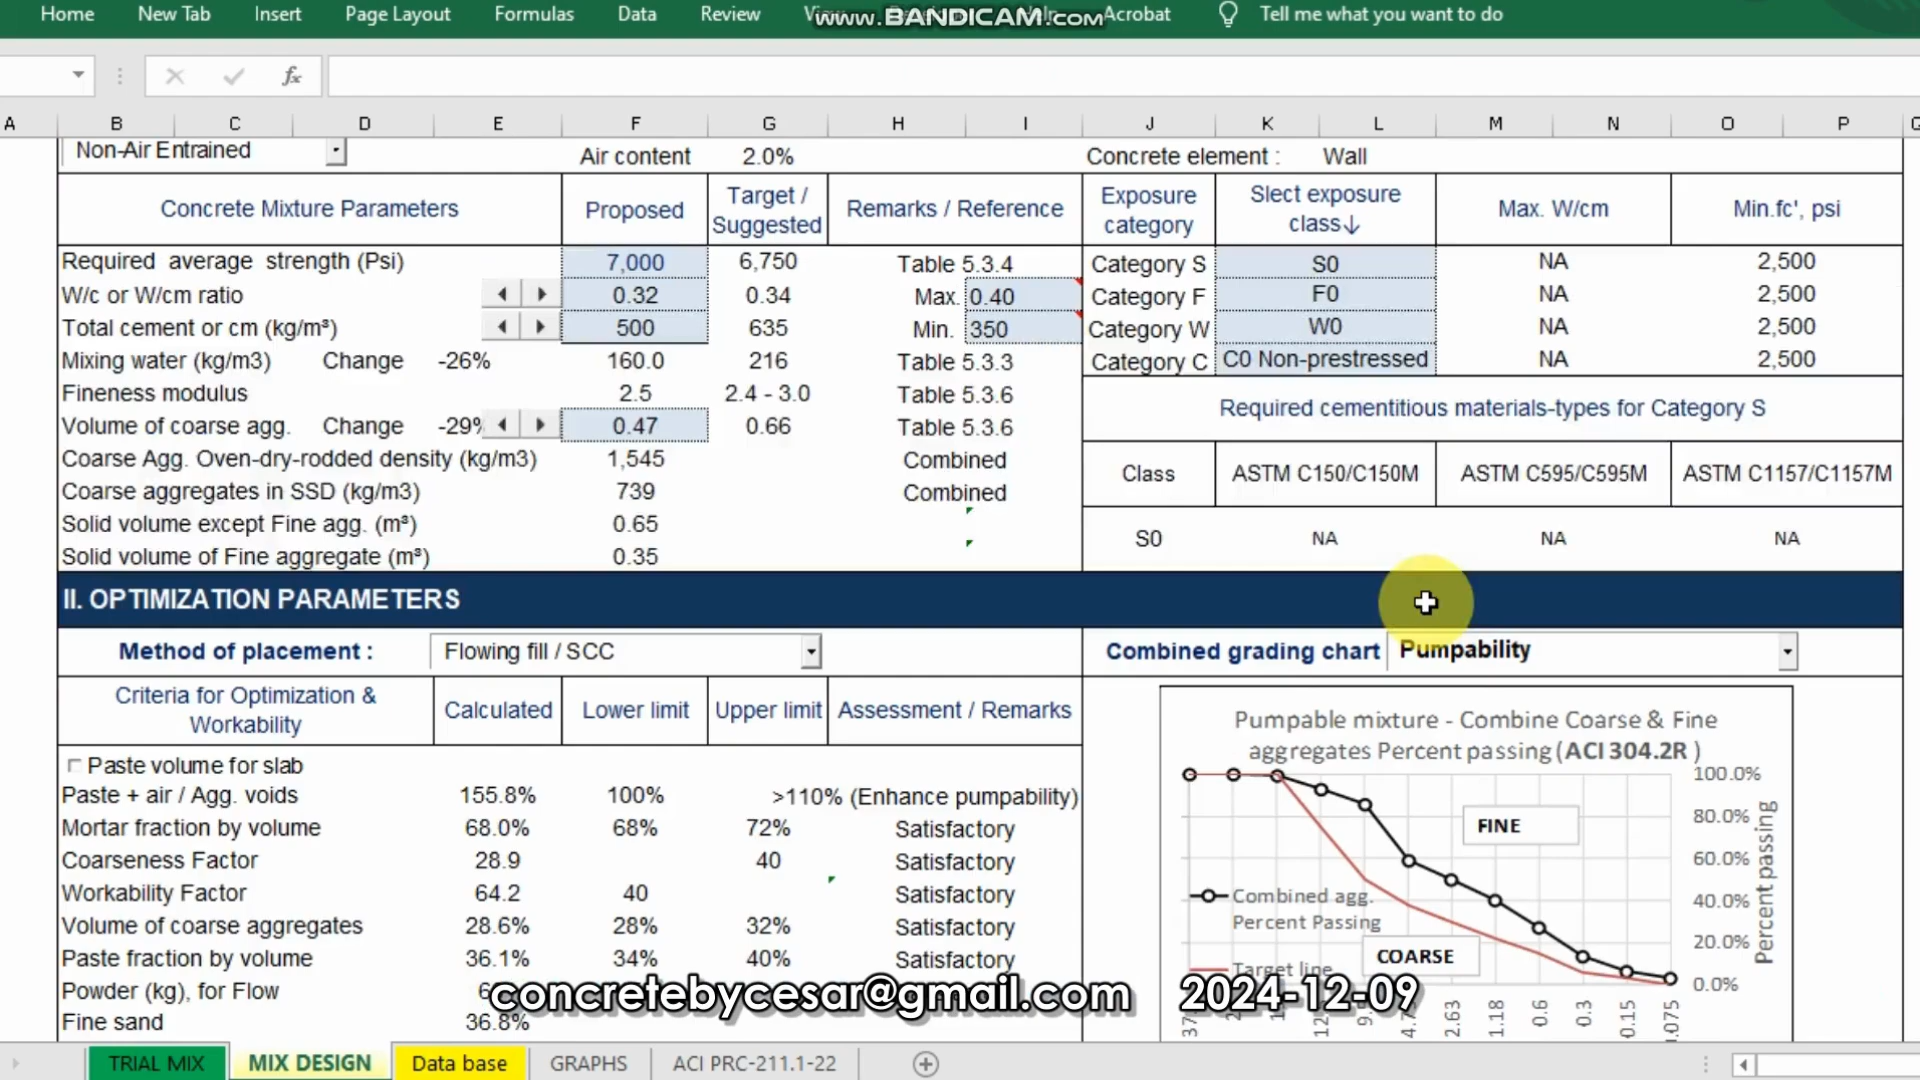 Home New Tab Insert Page Layout Formulas Data Review Help Acrobat Tell me what you want to do
www.BANDICAM.com
fx
A B C D E F G H I J K L M N O P
Non-Air Entrained Air content 2.0% Concrete element : Wall
Concrete Mixture Parameters Proposed Target / Suggested Remarks / Reference Exposure category Slect exposure class↓ Max. W/cm Min.fc', psi
Required average strength (Psi) 7,000 6,750 Table 5.3.4 Category S S0 NA 2,500
W/c or W/cm ratio 0.32 0.34 Max. 0.40 Category F F0 NA 2,500
Total cement or cm (kg/m³) 500 635 Min. 350 Category W W0 NA 2,500
Mixing water (kg/m3) Change -26% 160.0 216 Table 5.3.3 Category C C0 Non-prestressed NA 2,500
Fineness modulus 2.5 2.4 - 3.0 Table 5.3.6
Required cementitious materials-types for Category S
Volume of coarse agg. Change -29% 0.47 0.66 Table 5.3.6
Coarse Agg. Oven-dry-rodded density (kg/m3) 1,545 Combined
Class ASTM C150/C150M ASTM C595/C595M ASTM C1157/C1157M
Coarse aggregates in SSD (kg/m3) 739 Combined
Solid volume except Fine agg. (m³) 0.65
S0 NA NA NA
Solid volume of Fine aggregate (m³) 0.35
II. OPTIMIZATION PARAMETERS
Method of placement : Flowing fill / SCC Combined grading chart Pumpability
Criteria for Optimization & Workability Calculated Lower limit Upper limit Assessment / Remarks
Paste volume for slab
Paste + air / Agg. voids 155.8% 100% >110% (Enhance pumpability)
Mortar fraction by volume 68.0% 68% 72% Satisfactory
Coarseness Factor 28.9 40 Satisfactory
Workability Factor 64.2 40 Satisfactory
Volume of coarse aggregates 28.6% 28% 32% Satisfactory
Paste fraction by volume 36.1% 34% 40% Satisfactory
Powder (kg), for Flow
Fine sand 36.8%
Pumpable mixture - Combine Coarse & Fine
aggregates Percent passing (ACI 304.2R )
100.0%
80.0%
60.0%
40.0%
20.0%
0.0%
Percent passing
FINE
Combined agg.
Percent Passing
COARSE
Target line
2.63 1.18 0.6 0.3 0.15
concretebycesar@gmail.com 2024-12-09
TRIAL MIX MIX DESIGN Data base GRAPHS ACI PRC-211.1-22